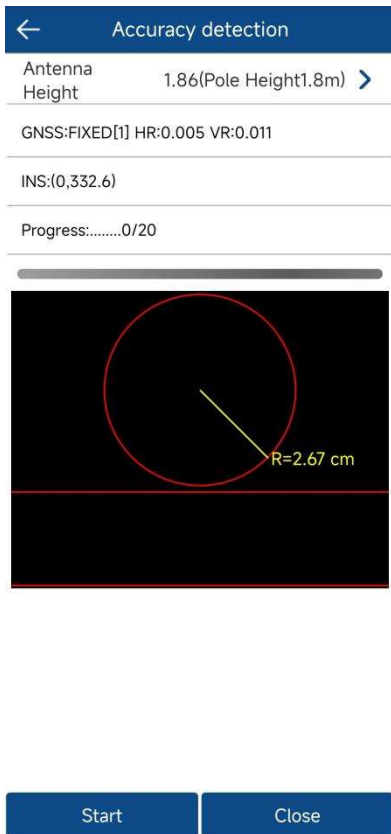 Accuracy detection
Antenna
Height
1.86(Pole Height1.8m)
GNSS:FIXED[1] HR:0.005 VR:0.011
INS:(0,332.6)
Progress:........0/20
R=2.67 cm
Start
Close